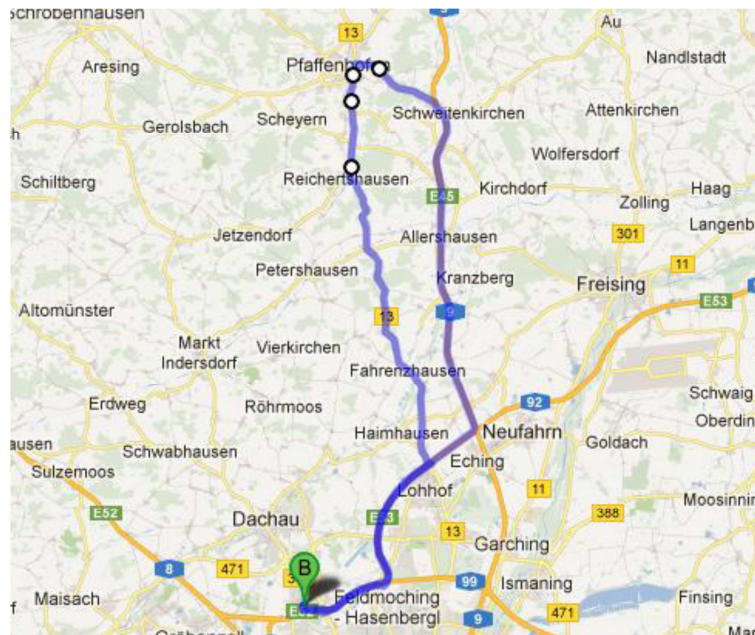 Schrobenhausen
13
Au
Aresing
Pfaffenhofen
Nandlstadt
Schweitenkirchen
Attenkirchen
Gerolsbach
Scheyern
Wolfersdorf
Schiltberg
Reichertshausen
E45
Kirchdorf
Haag
Zolling
Jetzendorf
Allershausen
301
Langenb
Petershausen
11
Kranzberg
Freising
E53
Altomünster
13
9
Markt
Indersdorf
Vierkirchen
Fahrenzhausen
Schwaig
92
Erdweg
Röhrmoos
Oberdin
Haimhausen
Neufahrn
Goldach
ausen
Schwabhausen
Eching
Sulzemoos
Lohhof
11
Moosinnin
E52
Dachau
13
388
Garching
8
471
B
99
Ismaning
Maisach
Feldmoching
- Hasenbergl
9
471
Finsing